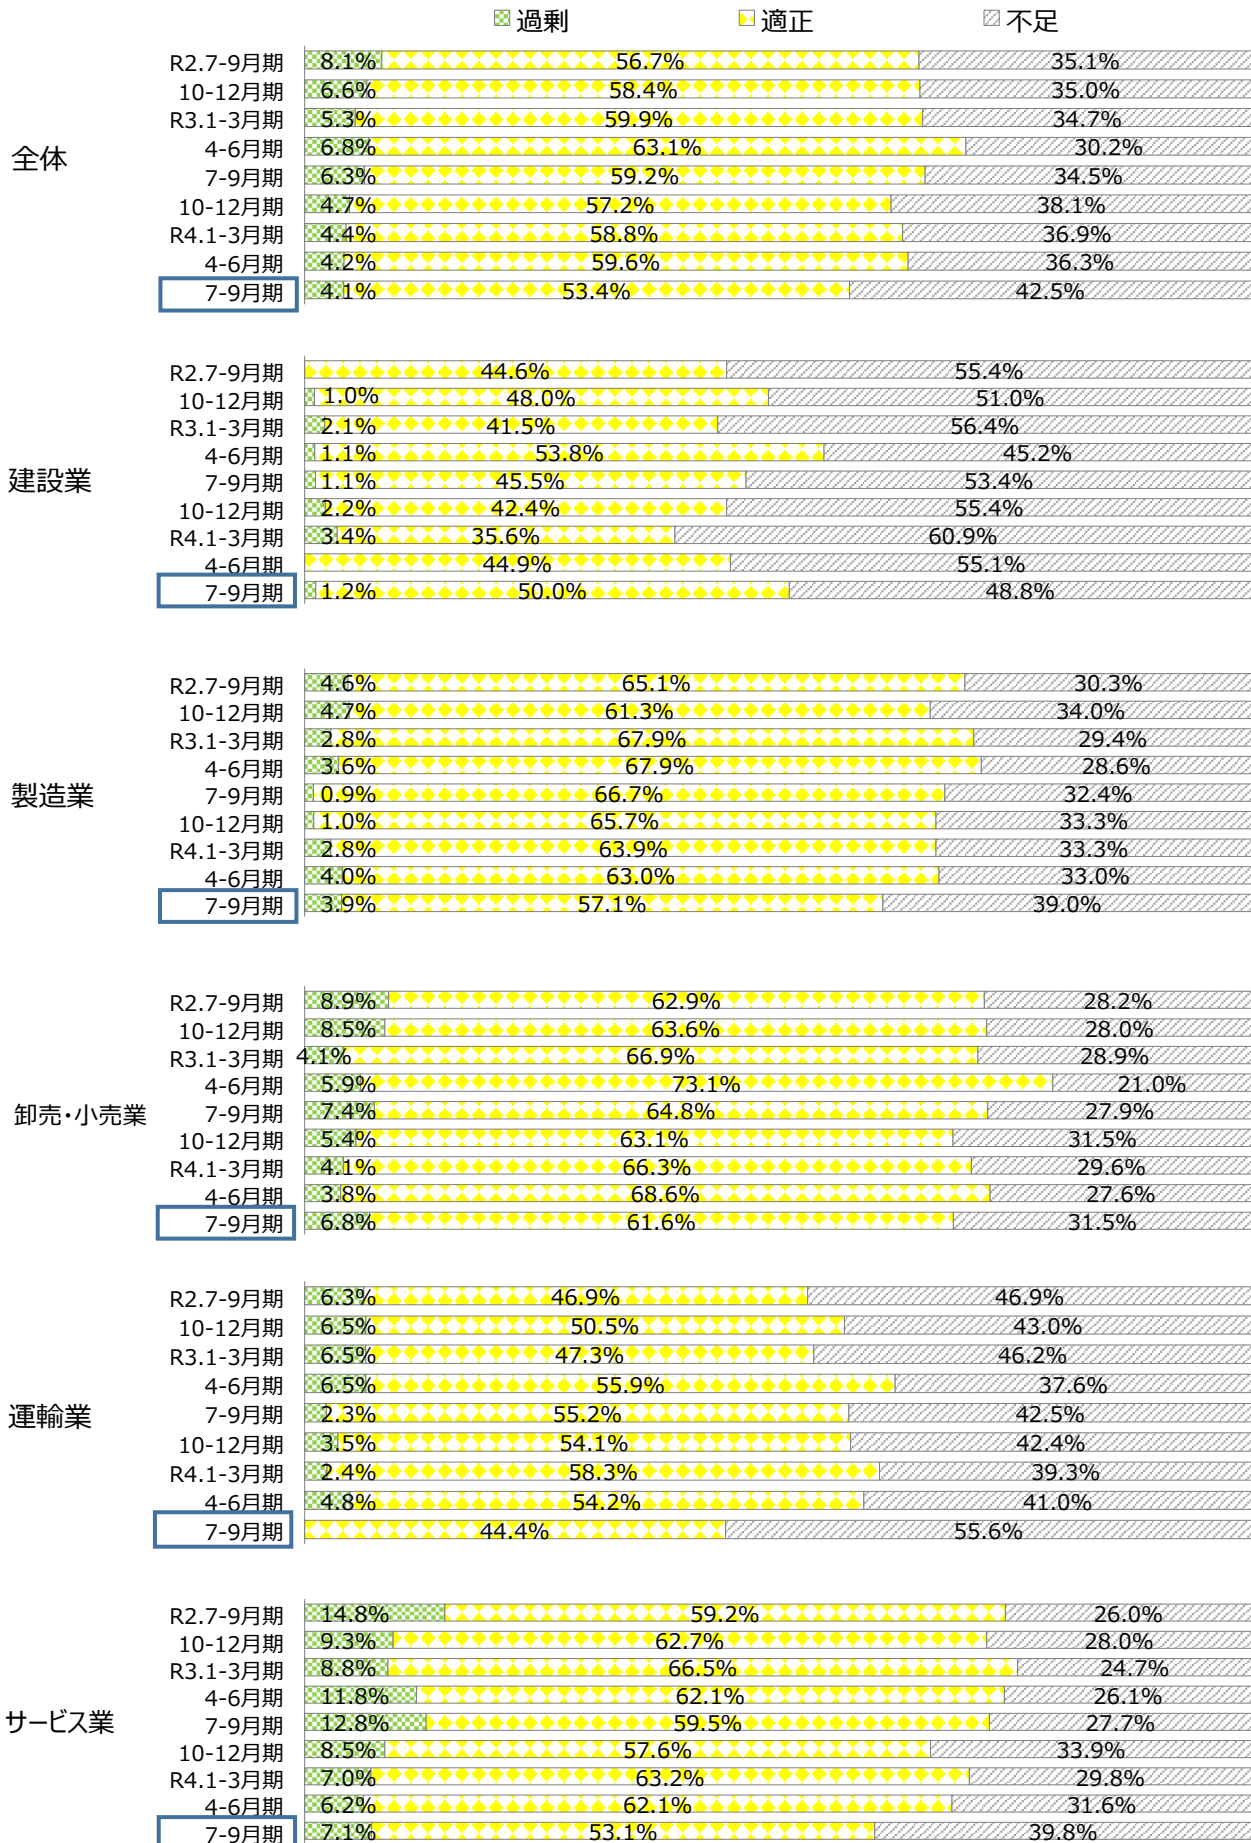 過剰 適正 不足
全体
R2.7-9月期 8.1% 56.7% 35.1%
10-12月期 6.6% 58.4% 35.0%
R3.1-3月期 5.3% 59.9% 34.7%
4-6月期 6.8% 63.1% 30.2%
7-9月期 6.3% 59.2% 34.5%
10-12月期 4.7% 57.2% 38.1%
R4.1-3月期 4.4% 58.8% 36.9%
4-6月期 4.2% 59.6% 36.3%
7-9月期 4.1% 53.4% 42.5%
建設業
R2.7-9月期 44.6% 55.4%
10-12月期 1.0% 48.0% 51.0%
R3.1-3月期 2.1% 41.5% 56.4%
4-6月期 1.1% 53.8% 45.2%
7-9月期 1.1% 45.5% 53.4%
10-12月期 2.2% 42.4% 55.4%
R4.1-3月期 3.4% 35.6% 60.9%
4-6月期 44.9% 55.1%
7-9月期 1.2% 50.0% 48.8%
製造業
R2.7-9月期 4.6% 65.1% 30.3%
10-12月期 4.7% 61.3% 34.0%
R3.1-3月期 2.8% 67.9% 29.4%
4-6月期 3.6% 67.9% 28.6%
7-9月期 0.9% 66.7% 32.4%
10-12月期 1.0% 65.7% 33.3%
R4.1-3月期 2.8% 63.9% 33.3%
4-6月期 4.0% 63.0% 33.0%
7-9月期 3.9% 57.1% 39.0%
卸売・小売業
R2.7-9月期 8.9% 62.9% 28.2%
10-12月期 8.5% 63.6% 28.0%
R3.1-3月期 4.1% 66.9% 28.9%
4-6月期 5.9% 73.1% 21.0%
7-9月期 7.4% 64.8% 27.9%
10-12月期 5.4% 63.1% 31.5%
R4.1-3月期 4.1% 66.3% 29.6%
4-6月期 3.8% 68.6% 27.6%
7-9月期 6.8% 61.6% 31.5%
運輸業
R2.7-9月期 6.3% 46.9% 46.9%
10-12月期 6.5% 50.5% 43.0%
R3.1-3月期 6.5% 47.3% 46.2%
4-6月期 6.5% 55.9% 37.6%
7-9月期 2.3% 55.2% 42.5%
10-12月期 3.5% 54.1% 42.4%
R4.1-3月期 2.4% 58.3% 39.3%
4-6月期 4.8% 54.2% 41.0%
7-9月期 44.4% 55.6%
サービス業
R2.7-9月期 14.8% 59.2% 26.0%
10-12月期 9.3% 62.7% 28.0%
R3.1-3月期 8.8% 66.5% 24.7%
4-6月期 11.8% 62.1% 26.1%
7-9月期 12.8% 59.5% 27.7%
10-12月期 8.5% 57.6% 33.9%
R4.1-3月期 7.0% 63.2% 29.8%
4-6月期 6.2% 62.1% 31.6%
7-9月期 7.1% 53.1% 39.8%